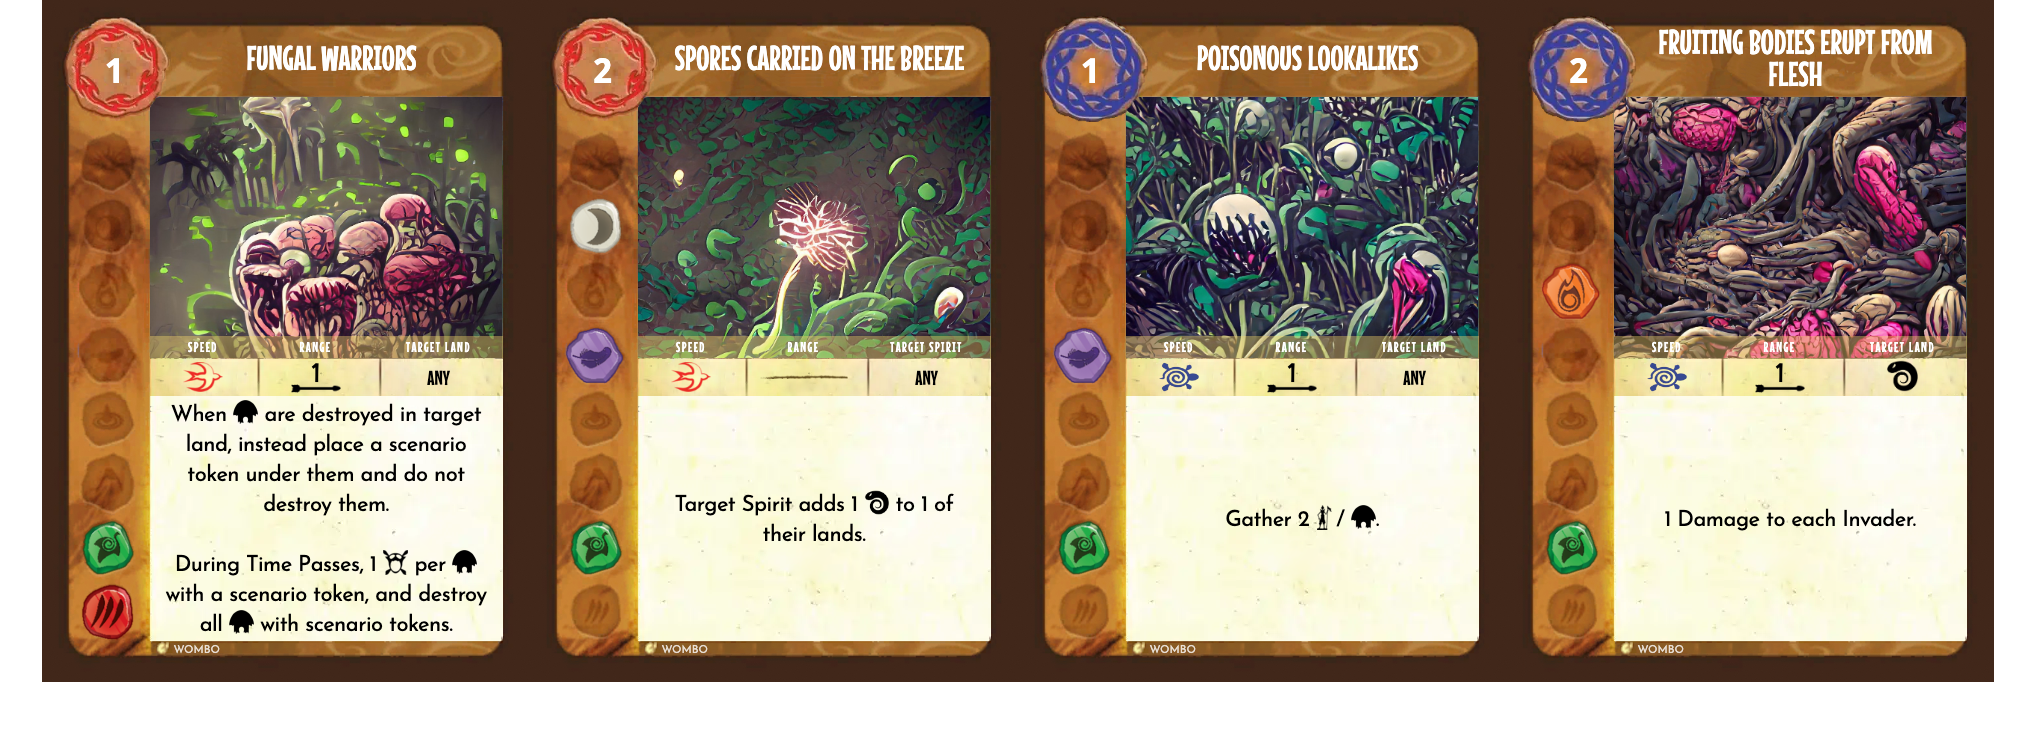 1
FUNGAL WARRIORS
SPEED RANGE TARGET LAND
1 ANY
When are destroyed in target
land, instead place a scenario
token under them and do not
destroy them.
During Time Passes, 1 per
with a scenario token, and destroy
all with scenario tokens.
WOMBO
2
SPORES CARRIED ON THE BREEZE
SPEED RANGE TARGET SPIRIT
ANY
Target Spirit adds 1 to 1 of
their lands.
WOMBO
1
POISONOUS LOOKALIKES
SPEED RANGE TARGET LAND
1 ANY
Gather 2 / .
WOMBO
2
FRUITING BODIES ERUPT FROM
FLESH
SPEED RANGE TARGET LAND
1
1 Damage to each Invader.
WOMBO